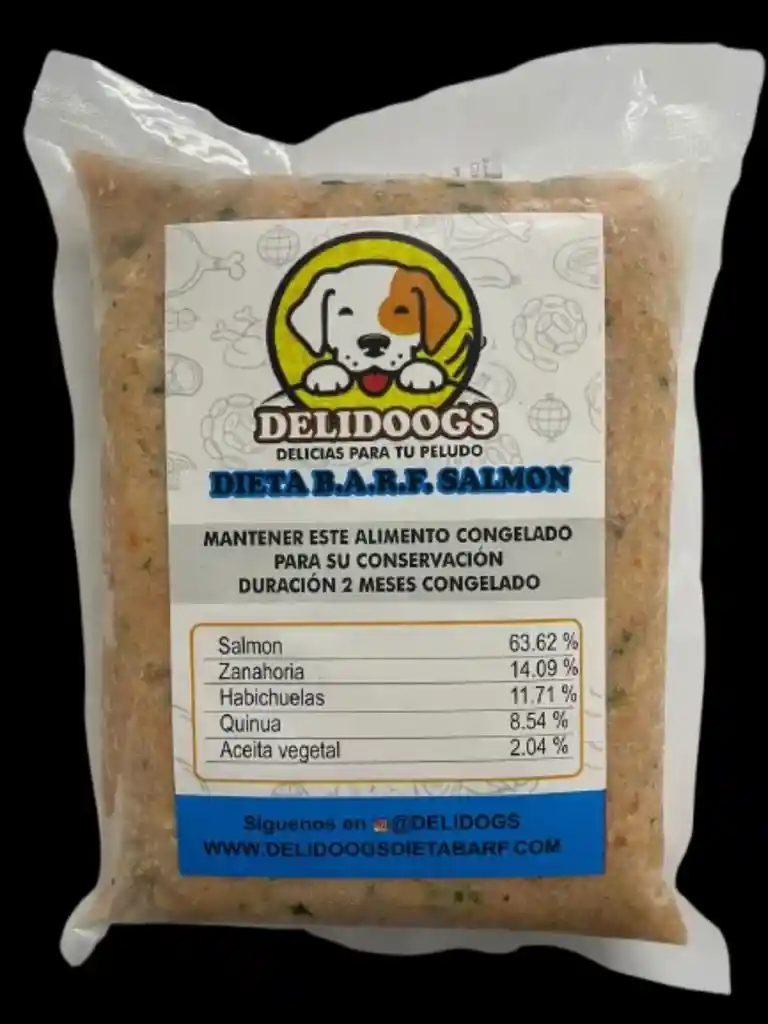 DELIDOOGS
DELICIAS PARA TU PELUDO
DIETA B.A.R.F. SALMON
MANTENER ESTE ALIMENTO CONGELADO
PARA SU CONSERVACIÓN
DURACIÓN 2 MESES CONGELADO
Salmon 63.62 %
Zanahoria 14.09 %
Habichuelas 11.71 %
Quinua 8.54 %
Aceita vegetal 2.04 %
Siguenos en @DELIDOGS
WWW.DELIDOOGSDIETABARF.COM